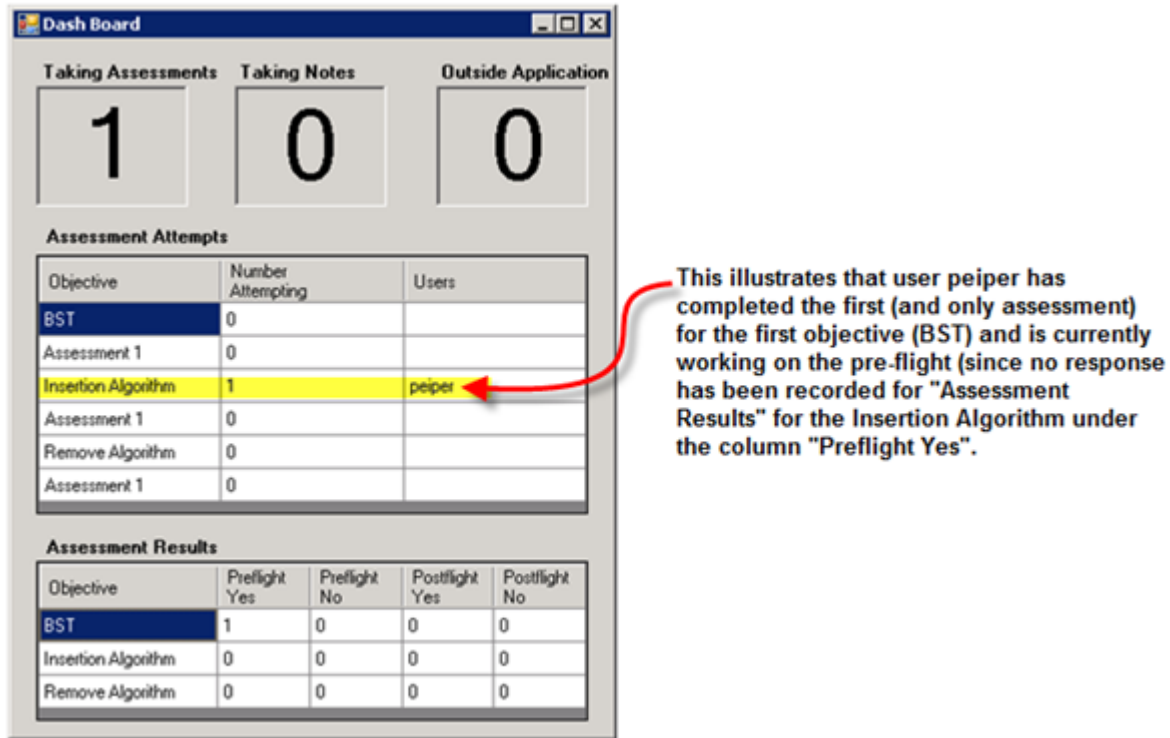 Dash Board
Taking Assessments Taking Notes Outside Application
1 0 0
Assessment Attempts
Objective Number Attempting Users
BST 0
Assessment 1 0
Insertion Algorithm 1 peiper
Assessment 1 0
Remove Algorithm 0
Assessment 1 0
Assessment Results
Objective Preflight Yes Preflight No Postflight Yes Postflight No
BST 1 0 0 0
Insertion Algorithm 0 0 0 0
Remove Algorithm 0 0 0 0
This illustrates that user peiper has
completed the first (and only assessment)
for the first objective (BST) and is currently
working on the pre-flight (since no response
has been recorded for "Assessment
Results" for the Insertion Algorithm under
the column "Preflight Yes".